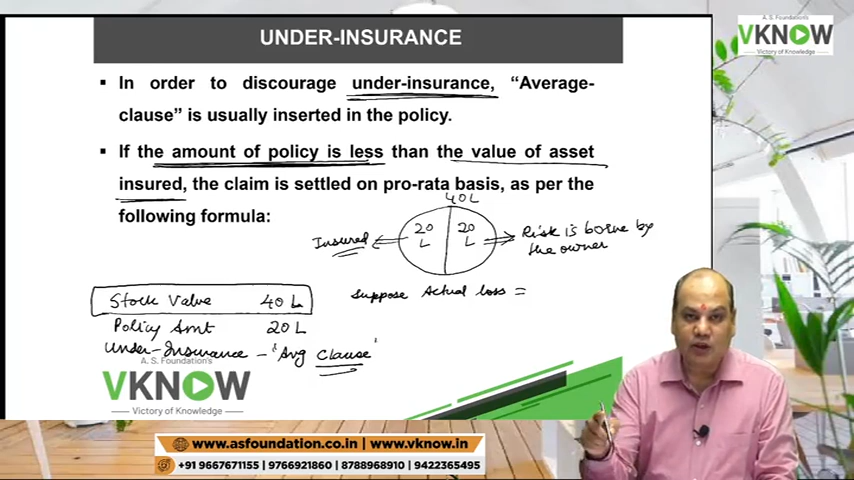 UNDER-INSURANCE
A. S. Foundation's
VKNOW
Victory of Knowledge
▪ In order to discourage under-insurance, “Average-
clause” is usually inserted in the policy.
▪ If the amount of policy is less than the value of asset
insured, the claim is settled on pro-rata basis, as per the
following formula:
40L
Insured
20
L
20
L
Risk is borne by
the owner
Stock Value 40 L
Suppose Actual loss =
Policy Amt 20 L
Under-Insurance - 'Avg Clause'
A. S. Foundation's
VKNOW
Victory of Knowledge
www.asfoundation.co.in | www.vknow.in
+91 9667671155 | 9766921860 | 8788968910 | 9422365495